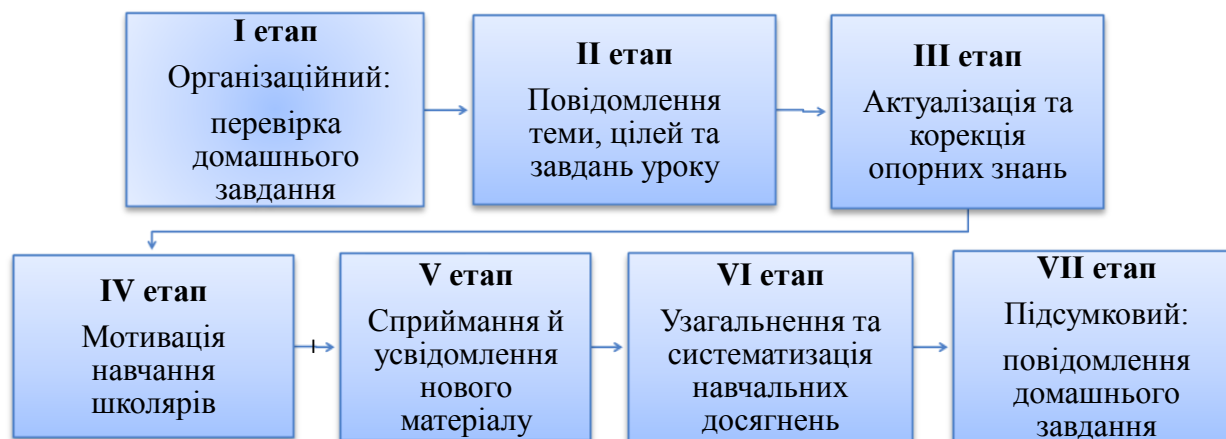 I етап
Організаційний:
перевірка
домашнього
завдання
II етап
Повідомлення
теми, цілей та
завдань уроку
III етап
Актуалізація та
корекція
опорних знань
IV етап
Мотивація
навчання
школярів
V етап
Сприймання й
усвідомлення
нового
матеріалу
VI етап
Узагальнення та
систематизація
навчальних
досягнень
VII етап
Підсумковий:
повідомлення
домашнього
завдання